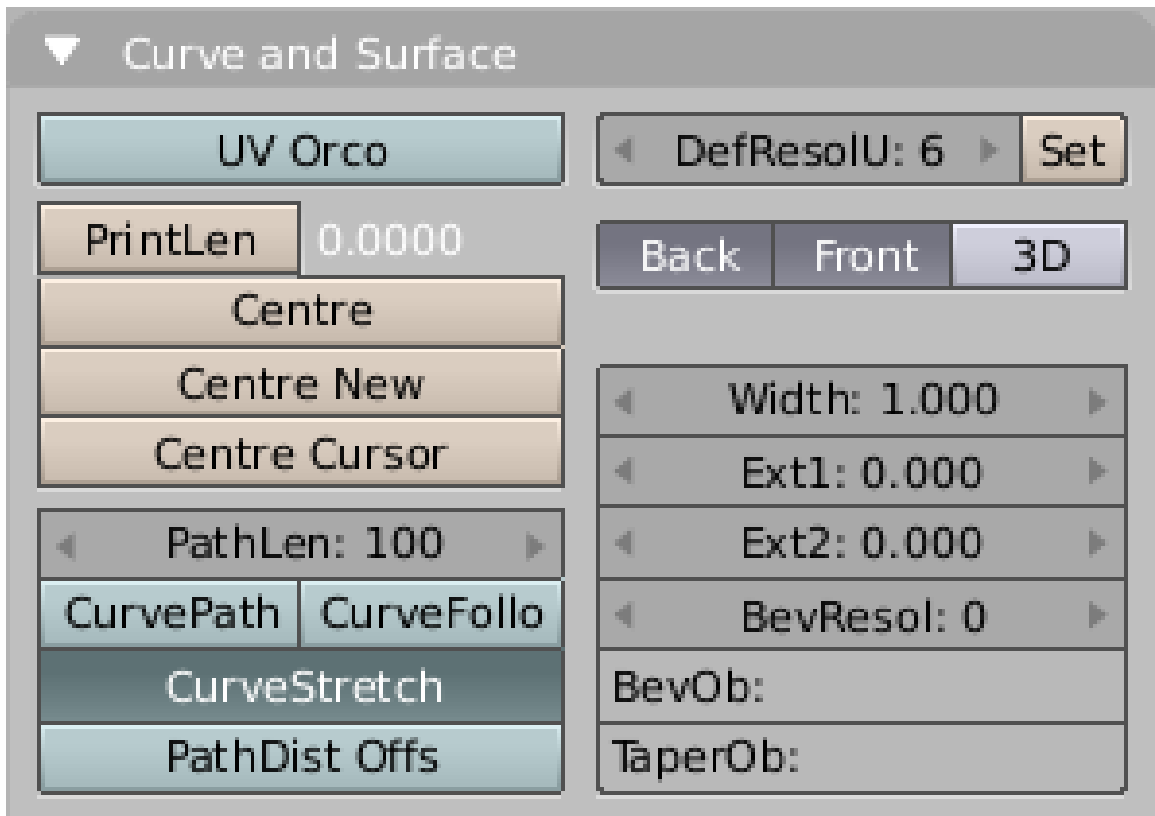 Curve and Surface
UV Orco
PrintLen 0.0000
Centre
Centre New
Centre Cursor
PathLen: 100
CurvePath CurveFollo
CurveStretch
PathDist Offs
DefResolU: 6 Set
Back Front 3D
Width: 1.000
Ext1: 0.000
Ext2: 0.000
BevResol: 0
BevOb:
TaperOb: